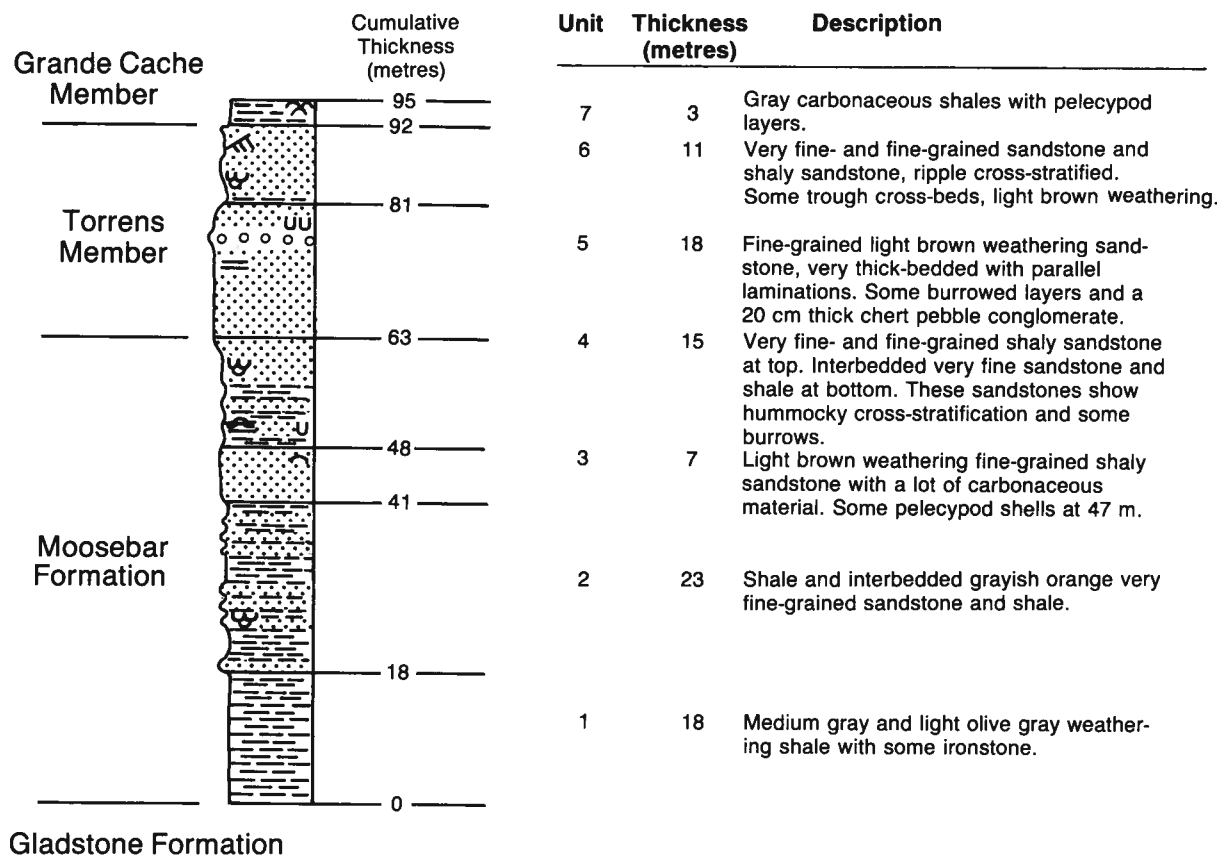 Grande Cache
Member
Torrens
Member
Moosebar
Formation
Gladstone Formation
Cumulative
Thickness
(metres)
95
92
81
63
48
41
18
0
Unit Thickness Description
(metres)
7 3 Gray carbonaceous shales with pelecypod
layers.
6 11 Very fine- and fine-grained sandstone and
shaly sandstone, ripple cross-stratified.
Some trough cross-beds, light brown weathering.
5 18 Fine-grained light brown weathering sand-
stone, very thick-bedded with parallel
laminations. Some burrowed layers and a
20 cm thick chert pebble conglomerate.
4 15 Very fine- and fine-grained shaly sandstone
at top. Interbedded very fine sandstone and
shale at bottom. These sandstones show
hummocky cross-stratification and some
burrows.
3 7 Light brown weathering fine-grained shaly
sandstone with a lot of carbonaceous
material. Some pelecypod shells at 47 m.
2 23 Shale and interbedded grayish orange very
fine-grained sandstone and shale.
1 18 Medium gray and light olive gray weather-
ing shale with some ironstone.